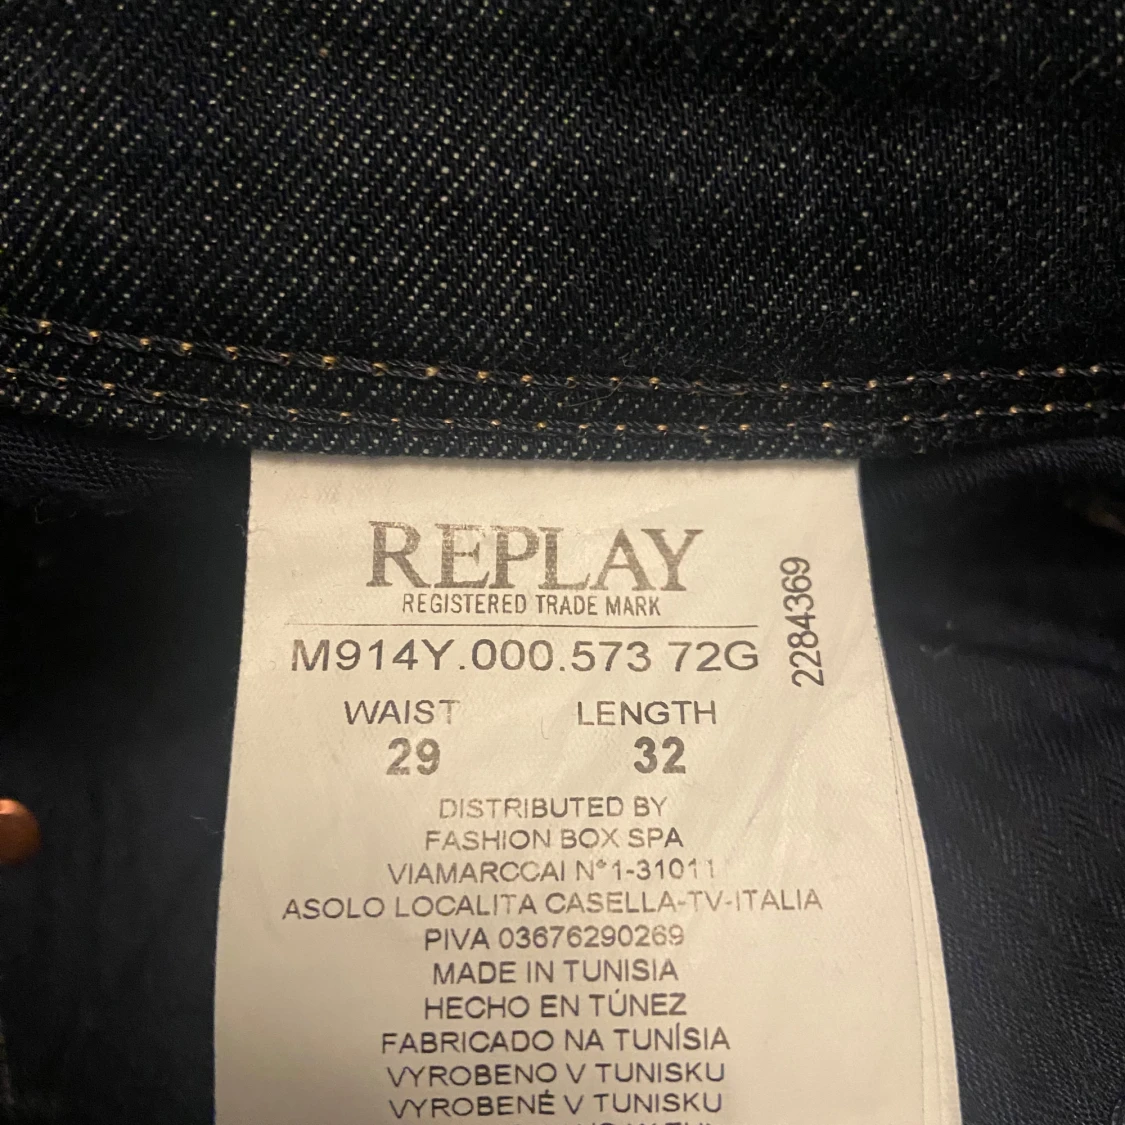 REPLAY
REGISTERED TRADE MARK
M914Y.000.573 72G
2284369
WAIST LENGTH
29 32
DISTRIBUTED BY
FASHION BOX SPA
VIAMARCCAI N°1-31011
ASOLO LOCALITA CASELLA-TV-ITALIA
PIVA 03676290269
MADE IN TUNISIA
HECHO EN TÚNEZ
FABRICADO NA TUNÍSIA
VYROBENO V TUNISKU
VYROBENÉ V TUNISKU